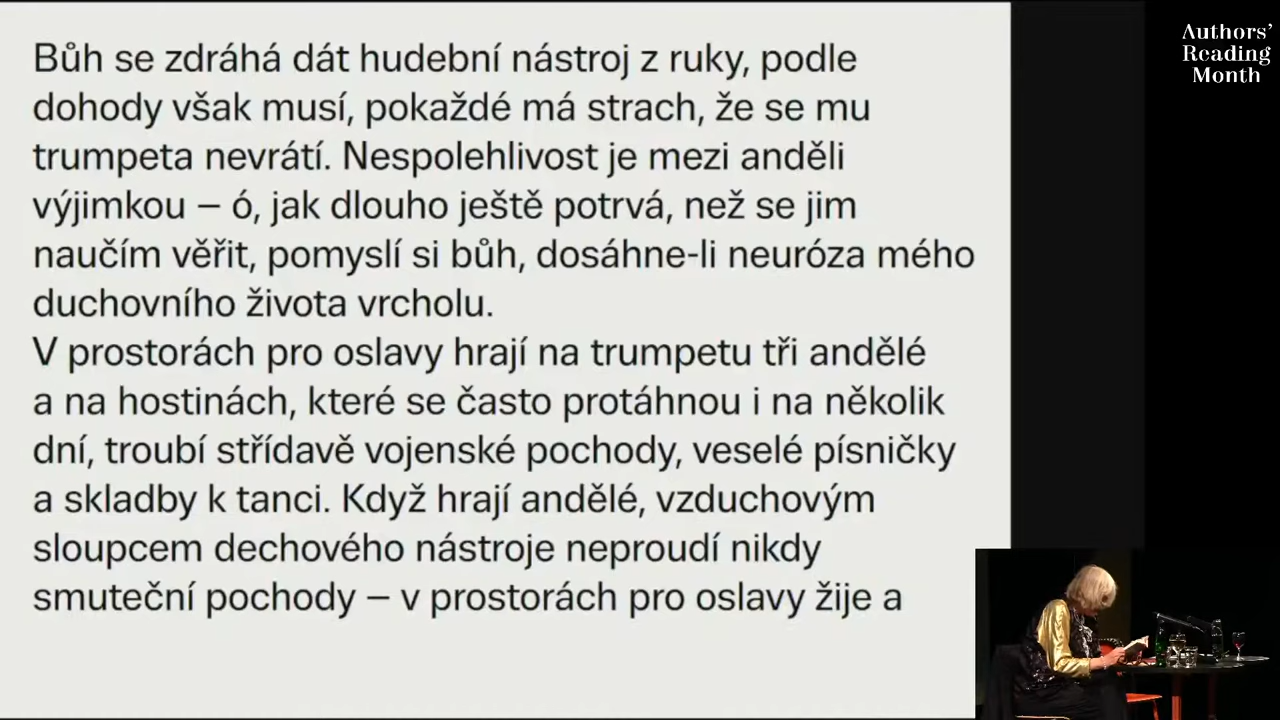 Bůh se zdráhá dát hudební nástroj z ruky, podle
dohody však musí, pokaždé má strach, že se mu
trumpeta nevrátí. Nespolehlivost je mezi anděli
výjimkou – ó, jak dlouho ještě potrvá, než se jim
naučím věřit, pomyslí si bůh, dosáhne-li neuróza mého
duchovního života vrcholu.
V prostorách pro oslavy hrají na trumpetu tři andělé
a na hostinách, které se často protáhnou i na několik
dní, troubí střídavě vojenské pochody, veselé písničky
a skladby k tanci. Když hrají andělé, vzduchovým
sloupcem dechového nástroje neproudí nikdy
smuteční pochody – v prostorách pro oslavy žije a
Authors’
Reading
Month